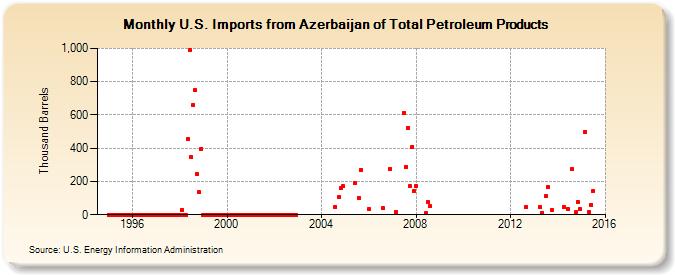 Monthly U.S. Imports from Azerbaijan of Total Petroleum Products
Thousand Barrels
1,000
800
600
400
200
0
1996 2000 2004 2008 2012 2016
Source: U.S. Energy Information Administration